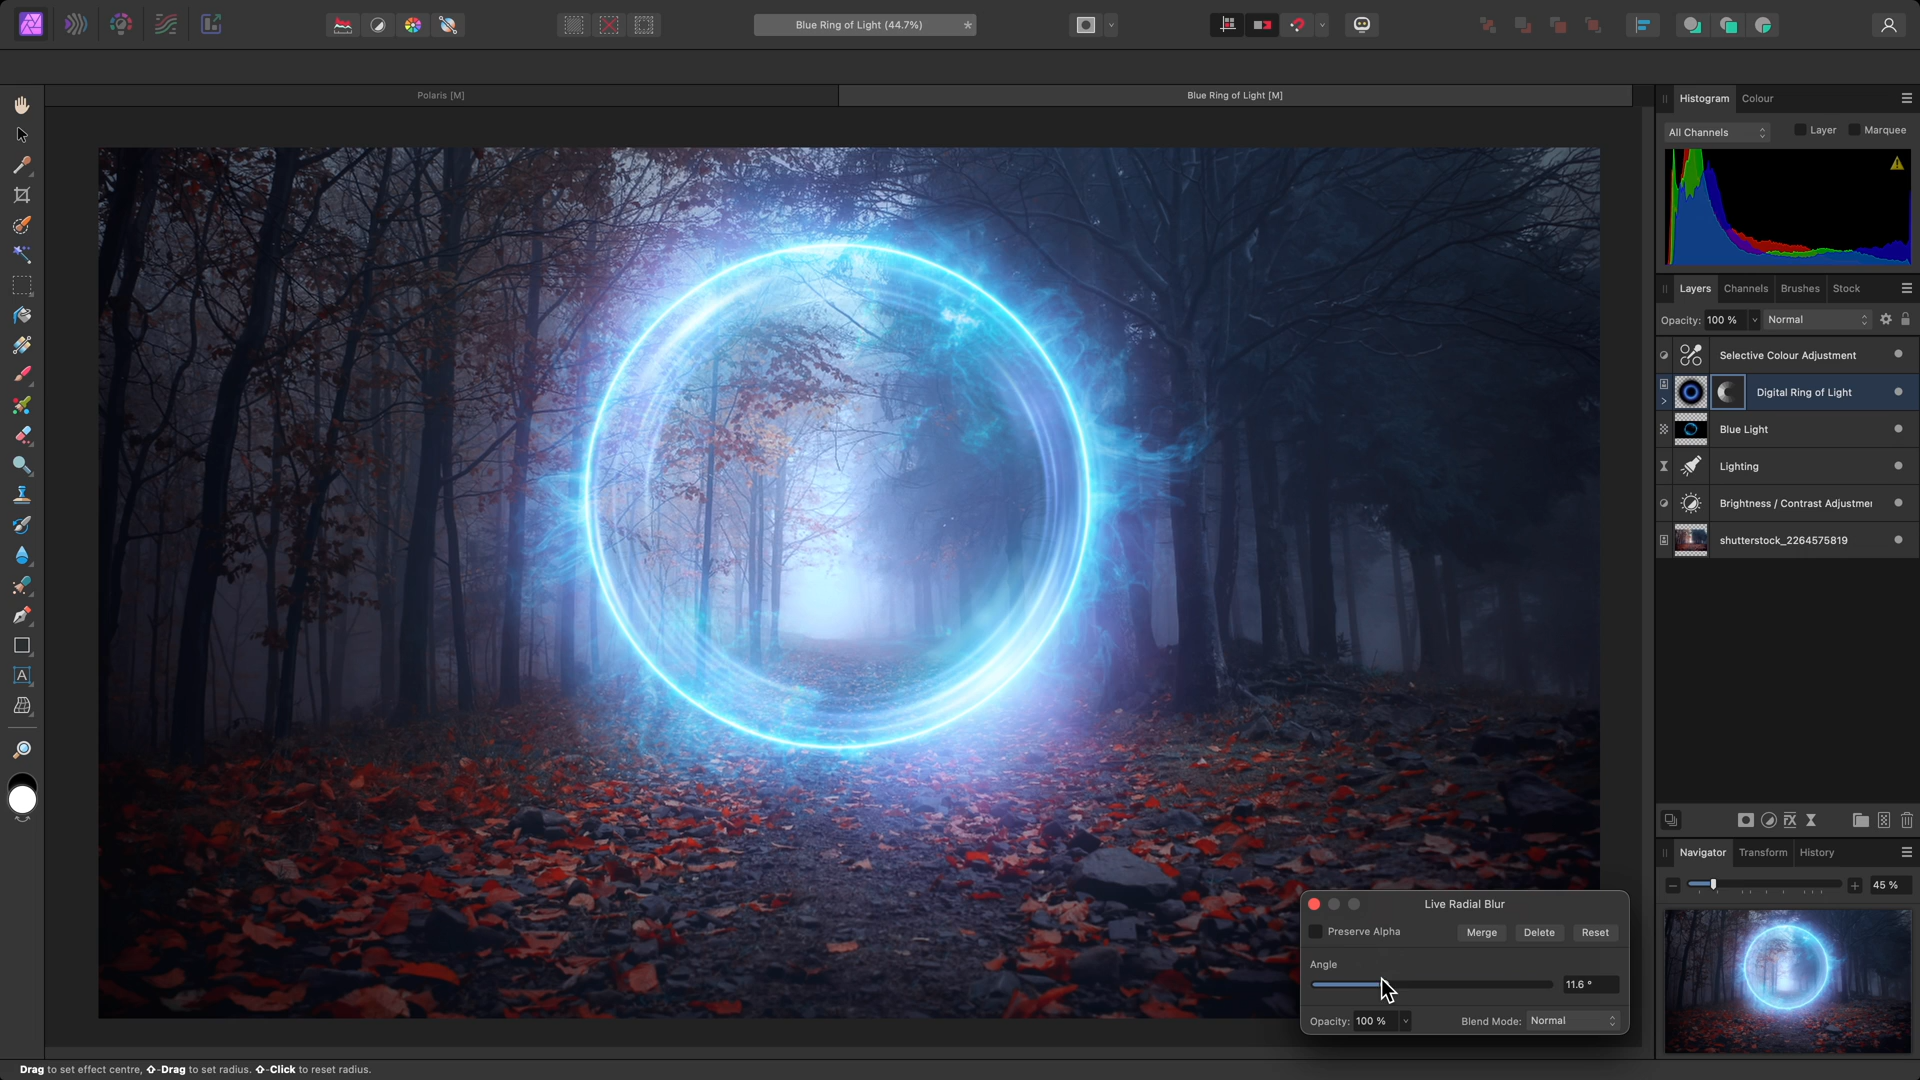 Blue Ring of Light (44.7%) *
Polaris [M]
Blue Ring of Light [M]
Histogram Colour
All Channels Layer Marquee
Layers Channels Brushes Stock
Opacity: 100 % Normal
Selective Colour Adjustment
Digital Ring of Light
Blue Light
Lighting
Brightness / Contrast Adjustmer
shutterstock_2264575819
Navigator Transform History
45 %
Live Radial Blur
Preserve Alpha Merge Delete Reset
Angle
11.6 °
Opacity: 100 % Blend Mode: Normal
Drag to set effect centre, ⇧-Drag to set radius. ⇧-Click to reset radius.